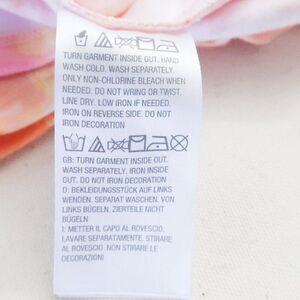 TURN GARMENT INSIDE OUT. HAND
WASH COLD. WASH SEPARATELY.
ONLY NON-CHLORINE BLEACH WHEN
NEEDED. DO NOT WRING OR TWIST.
LINE DRY. LOW IRON IF NEEDED.
IRON ON REVERSE SIDE. DO NOT
IRON DECORATION
GB: TURN GARMENT INSIDE OUT.
WASH SEPARATELY. IRON INSIDE
OUT. DO NOT IRON DECORATION
D: BEKLEIDUNGSSTÜCK AUF LINKS
WENDEN. SEPARAT WASCHEN. VON
LINKS BÜGELN. ZIERTEILE NICHT
BÜGELN
I: METTER IL CAPO AL ROVESCIO.
LAVARE SEPARATAMENTE. STIRARE
AL ROVESCIO. NON STIRARE LE
DECORAZIONI